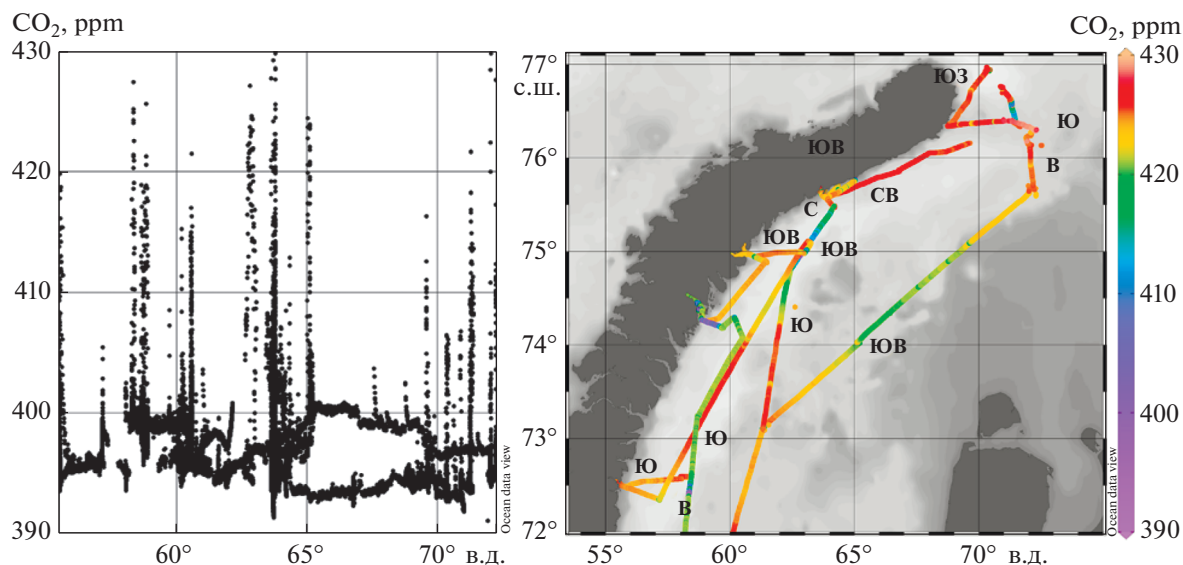 CO₂, ppm
430
420
410
400
390
60°
65°
70°
в.д.
Ocean data view
77°
с.ш.
76°
75°
74°
73°
72°
55°
60°
65°
70°
в.д.
ЮЗ
Ю
ЮВ
В
СВ
С
ЮВ
ЮВ
Ю
ЮВ
Ю
Ю
В
Ocean data view
CO₂, ppm
430
420
410
400
390